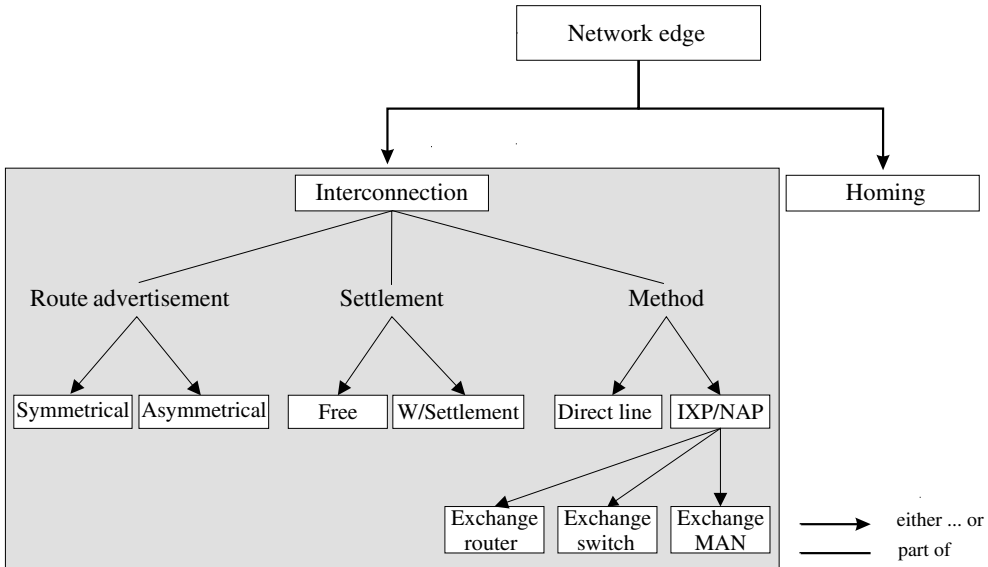 Network edge
Interconnection
Homing
Route advertisement
Settlement
Method
Symmetrical
Asymmetrical
Free
W/Settlement
Direct line
IXP/NAP
Exchange
router
Exchange
switch
Exchange
MAN
either ... or
part of